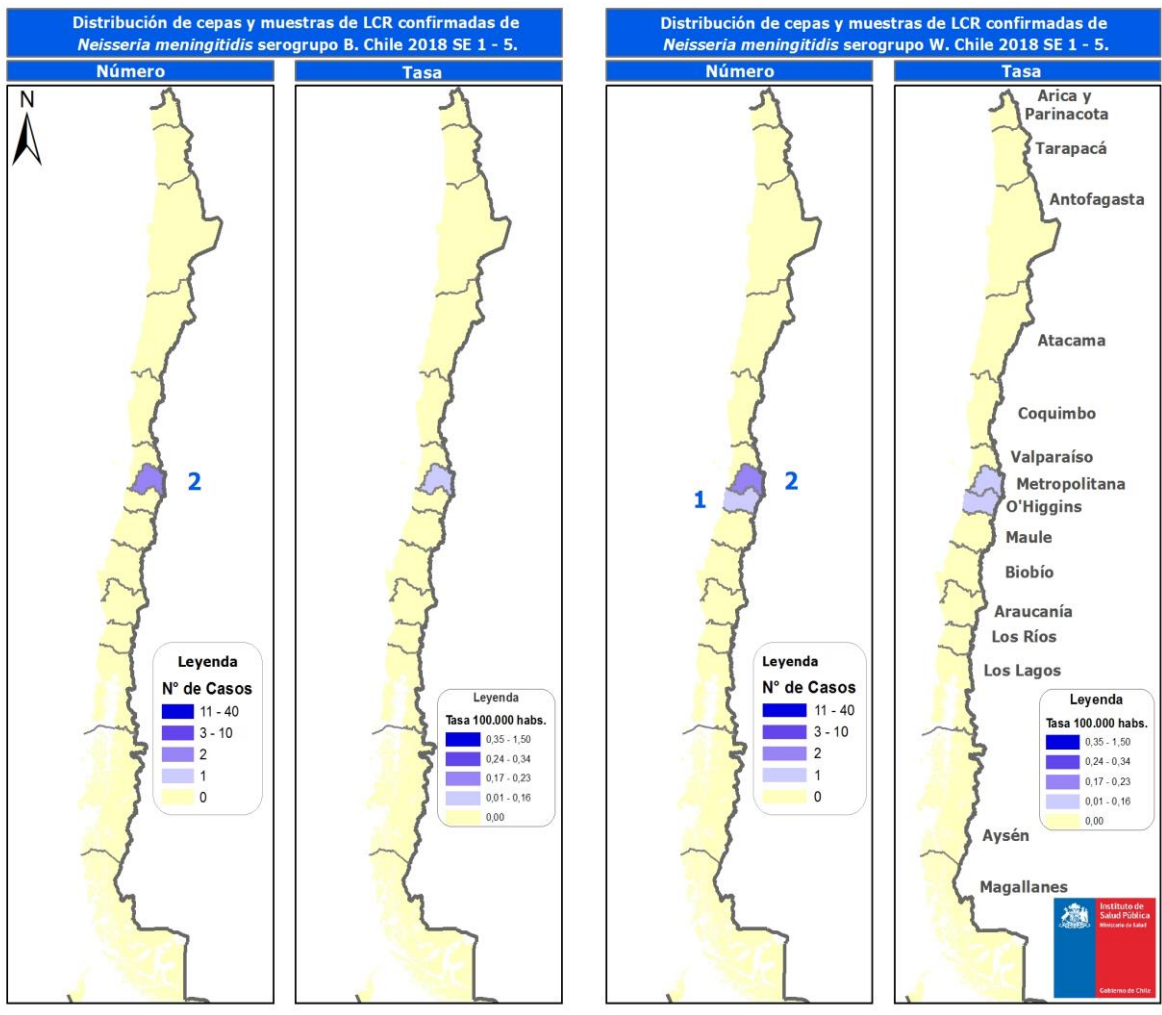 Distribución de cepas y muestras de LCR confirmadas de
Neisseria meningitidis serogrupo B. Chile 2018 SE 1 - 5.
Número
Tasa
N
2
Leyenda
N° de Casos
11 - 40
3 - 10
2
1
0
Leyenda
Tasa 100.000 habs.
0,35 - 1,50
0,24 - 0,34
0,17 - 0,23
0,01 - 0,16
0,00
Distribución de cepas y muestras de LCR confirmadas de
Neisseria meningitidis serogrupo W. Chile 2018 SE 1 - 5.
Número
Tasa
2
1
Leyenda
N° de Casos
11 - 40
3 - 10
2
1
0
Arica y
Parinacota
Tarapacá
Antofagasta
Atacama
Coquimbo
Valparaíso
Metropolitana
O'Higgins
Maule
Biobío
Araucanía
Los Ríos
Los Lagos
Leyenda
Tasa 100.000 habs.
0,35 - 1,50
0,24 - 0,34
0,17 - 0,23
0,01 - 0,16
0,00
Aysén
Magallanes
Instituto de
Salud Pública
Ministerio de Salud
Gobierno de Chile